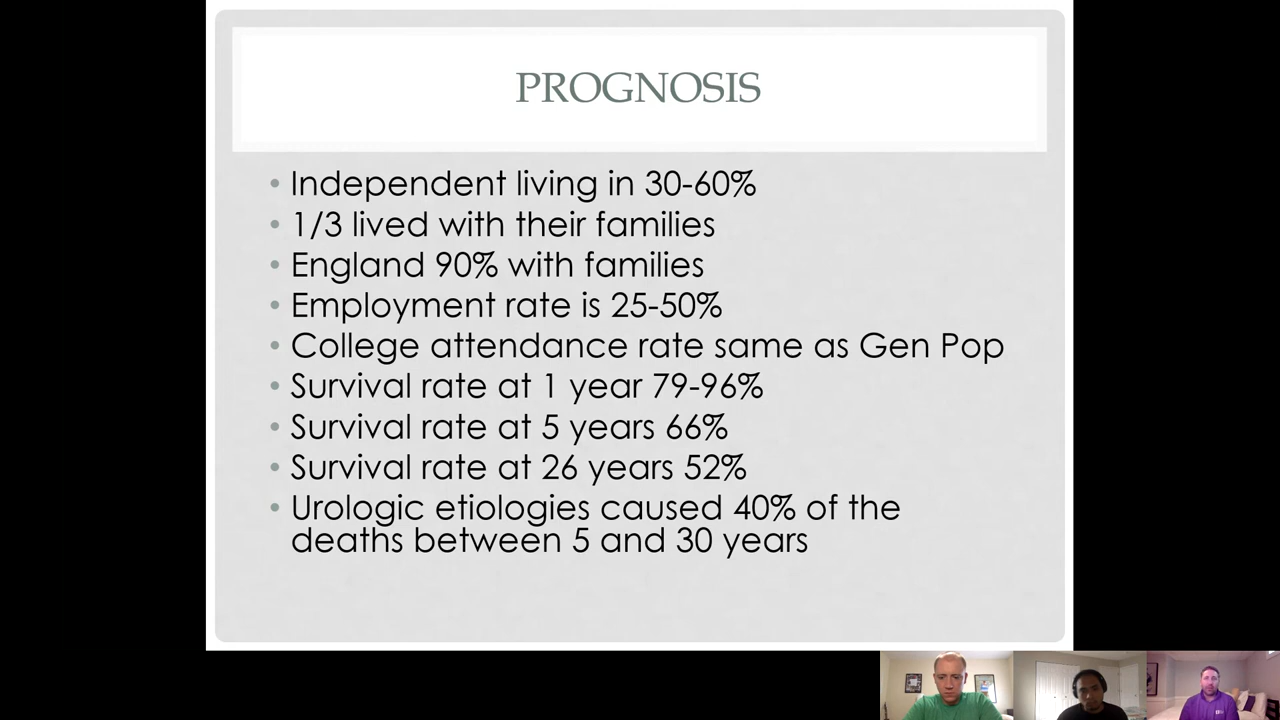 PROGNOSIS
• Independent living in 30-60%
• 1/3 lived with their families
• England 90% with families
• Employment rate is 25-50%
• College attendance rate same as Gen Pop
• Survival rate at 1 year 79-96%
• Survival rate at 5 years 66%
• Survival rate at 26 years 52%
• Urologic etiologies caused 40% of the
deaths between 5 and 30 years